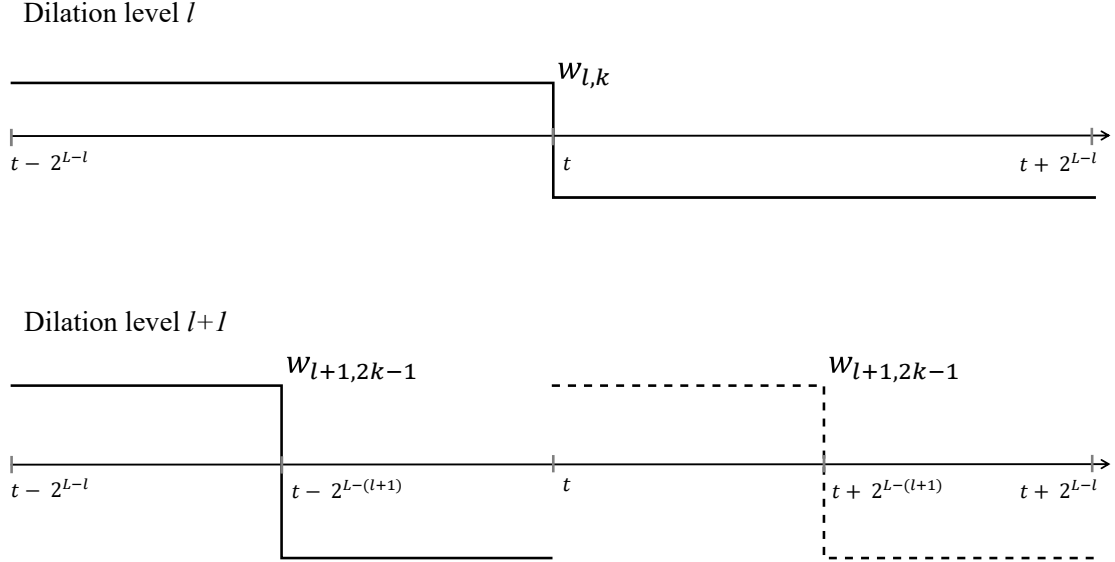 Dilation level l
w_{l,k}
t − 2^{L−l}
t
t + 2^{L−l}
Dilation level l+1
w_{l+1,2k−1}
w_{l+1,2k−1}
t − 2^{L−l}
t − 2^{L−(l+1)}
t
t + 2^{L−(l+1)}
t + 2^{L−l}